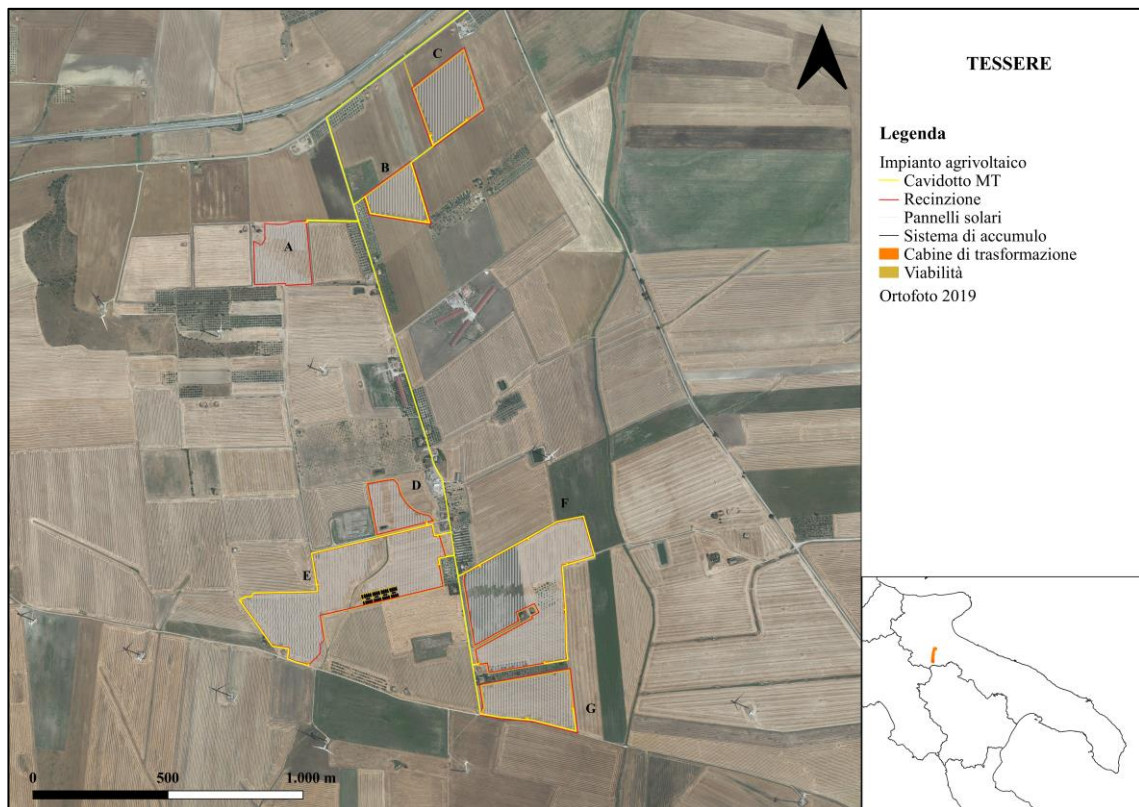 TESSERE
Legenda
Impianto agrivoltaico
Cavidotto MT
Recinzione
Pannelli solari
Sistema di accumulo
Cabine di trasformazione
Viabilità
Ortofoto 2019
C
B
A
D
F
E
G
0 500 1.000 m